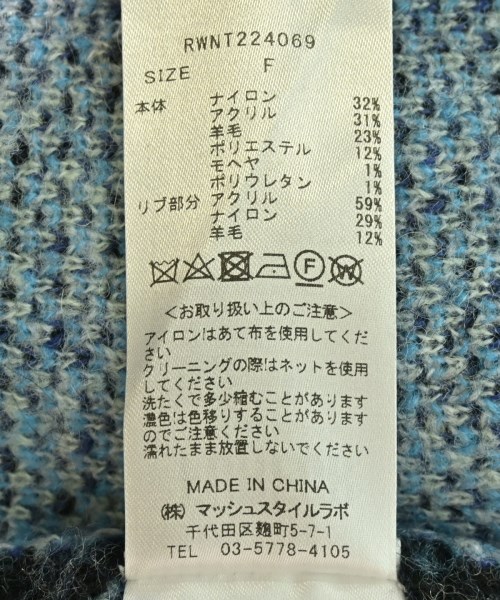 RWNT224069
SIZE F
本体 ナイロン 32%
アクリル 31%
羊毛 23%
ポリエステル 12%
モヘヤ 1%
ポリウレタン 1%
リブ部分 アクリル 59%
ナイロン 29%
羊毛 12%
F W
＜お取り扱い上のご注意＞
アイロンはあて布を使用してくだ
さい
クリーニングの際はネットを使用
してください
洗たくで多少縮むことがあります
濃色は色移りすることがあります
のでご注意ください
濡れたまま放置しないでください
MADE IN CHINA
（株）マッシュスタイルラボ
千代田区麹町5-7-1
TEL 03-5778-4105